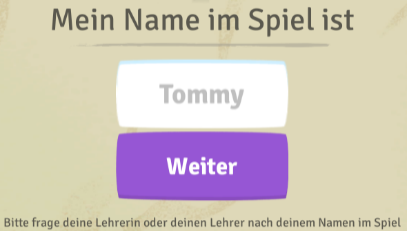 Mein Name im Spiel ist
Tommy
Weiter
Bitte frage deine Lehrerin oder deinen Lehrer nach deinem Namen im Spiel